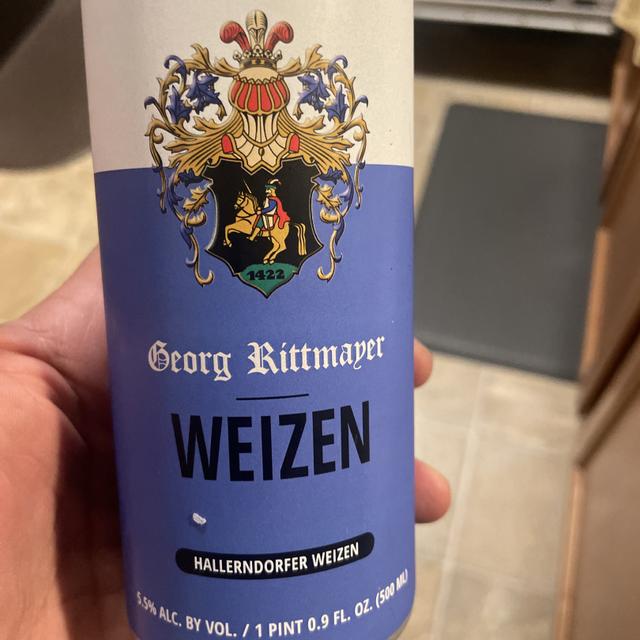 1422
Georg Rittmayer
WEIZEN
HALLERNDORFER WEIZEN
5.5% ALC. BY VOL. / 1 PINT 0.9 FL. OZ. (500 ML)